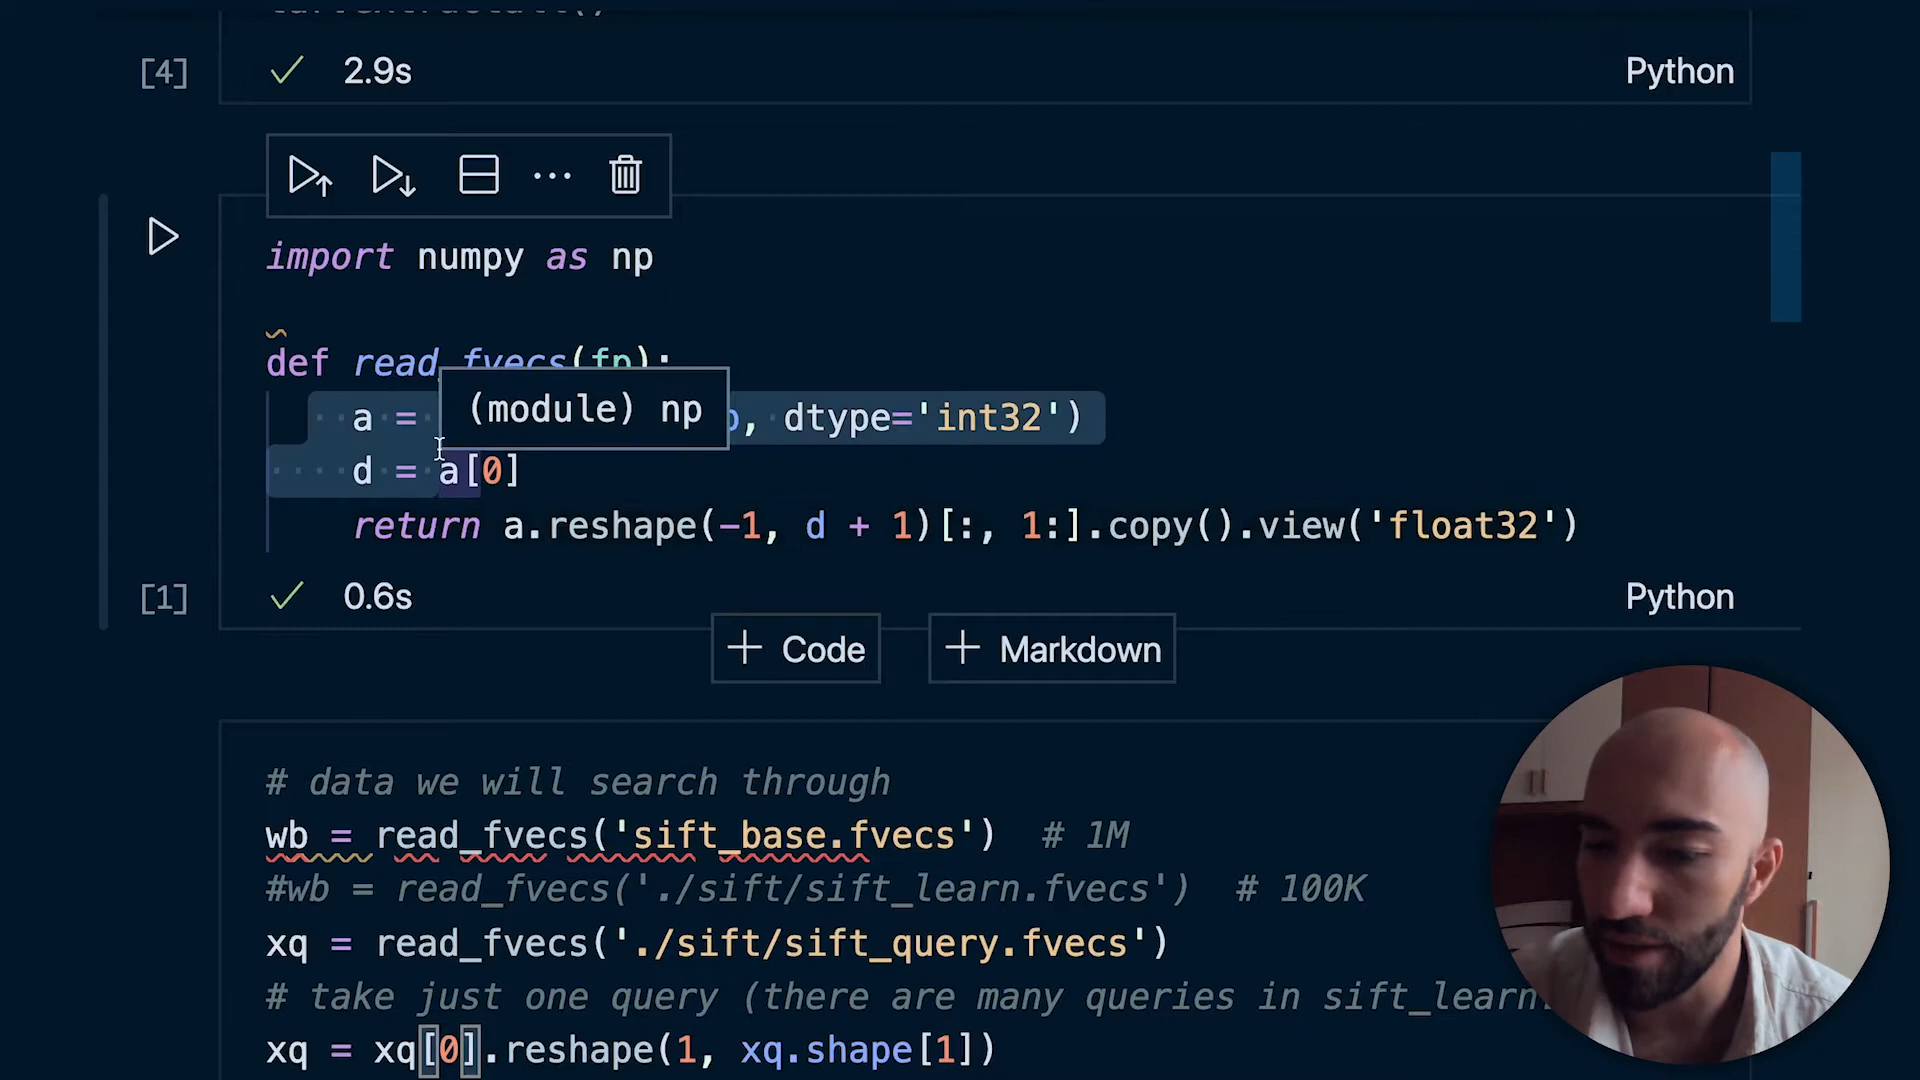 [4] 2.9s Python
import numpy as np
def read_fvecs(fp):
a = (module) np , dtype='int32')
d = a[0]
return a.reshape(-1, d + 1)[:, 1:].copy().view('float32')
[1] 0.6s Python
+ Code + Markdown
# data we will search through
wb = read_fvecs('sift_base.fvecs') # 1M
#wb = read_fvecs('./sift/sift_learn.fvecs') # 100K
xq = read_fvecs('./sift/sift_query.fvecs')
# take just one query (there are many queries in sift_learn.
xq = xq[0].reshape(1, xq.shape[1])